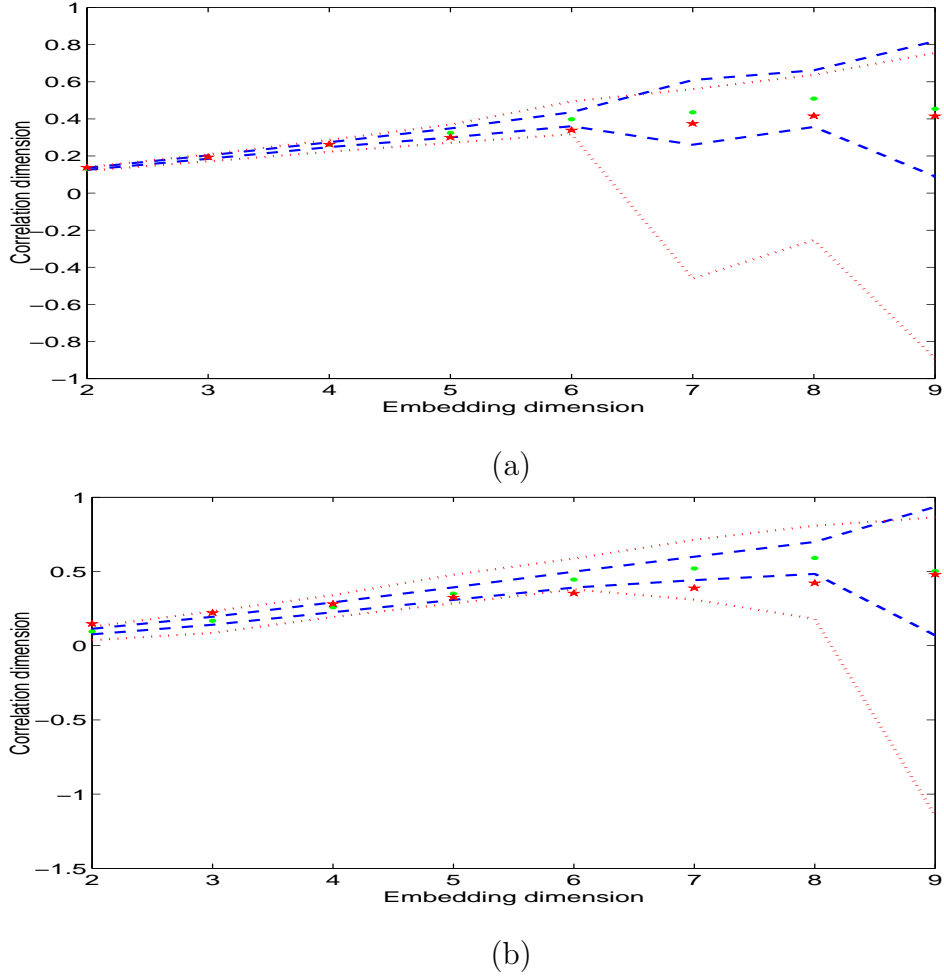 1
0.8
0.6
0.4
0.2
0
−0.2
−0.4
−0.6
−0.8
−1
Correlation dimension
2 3 4 5 6 7 8 9
Embedding dimension
(a)
1
0.5
0
−0.5
−1
−1.5
Correlation dimension
2 3 4 5 6 7 8 9
Embedding dimension
(b)